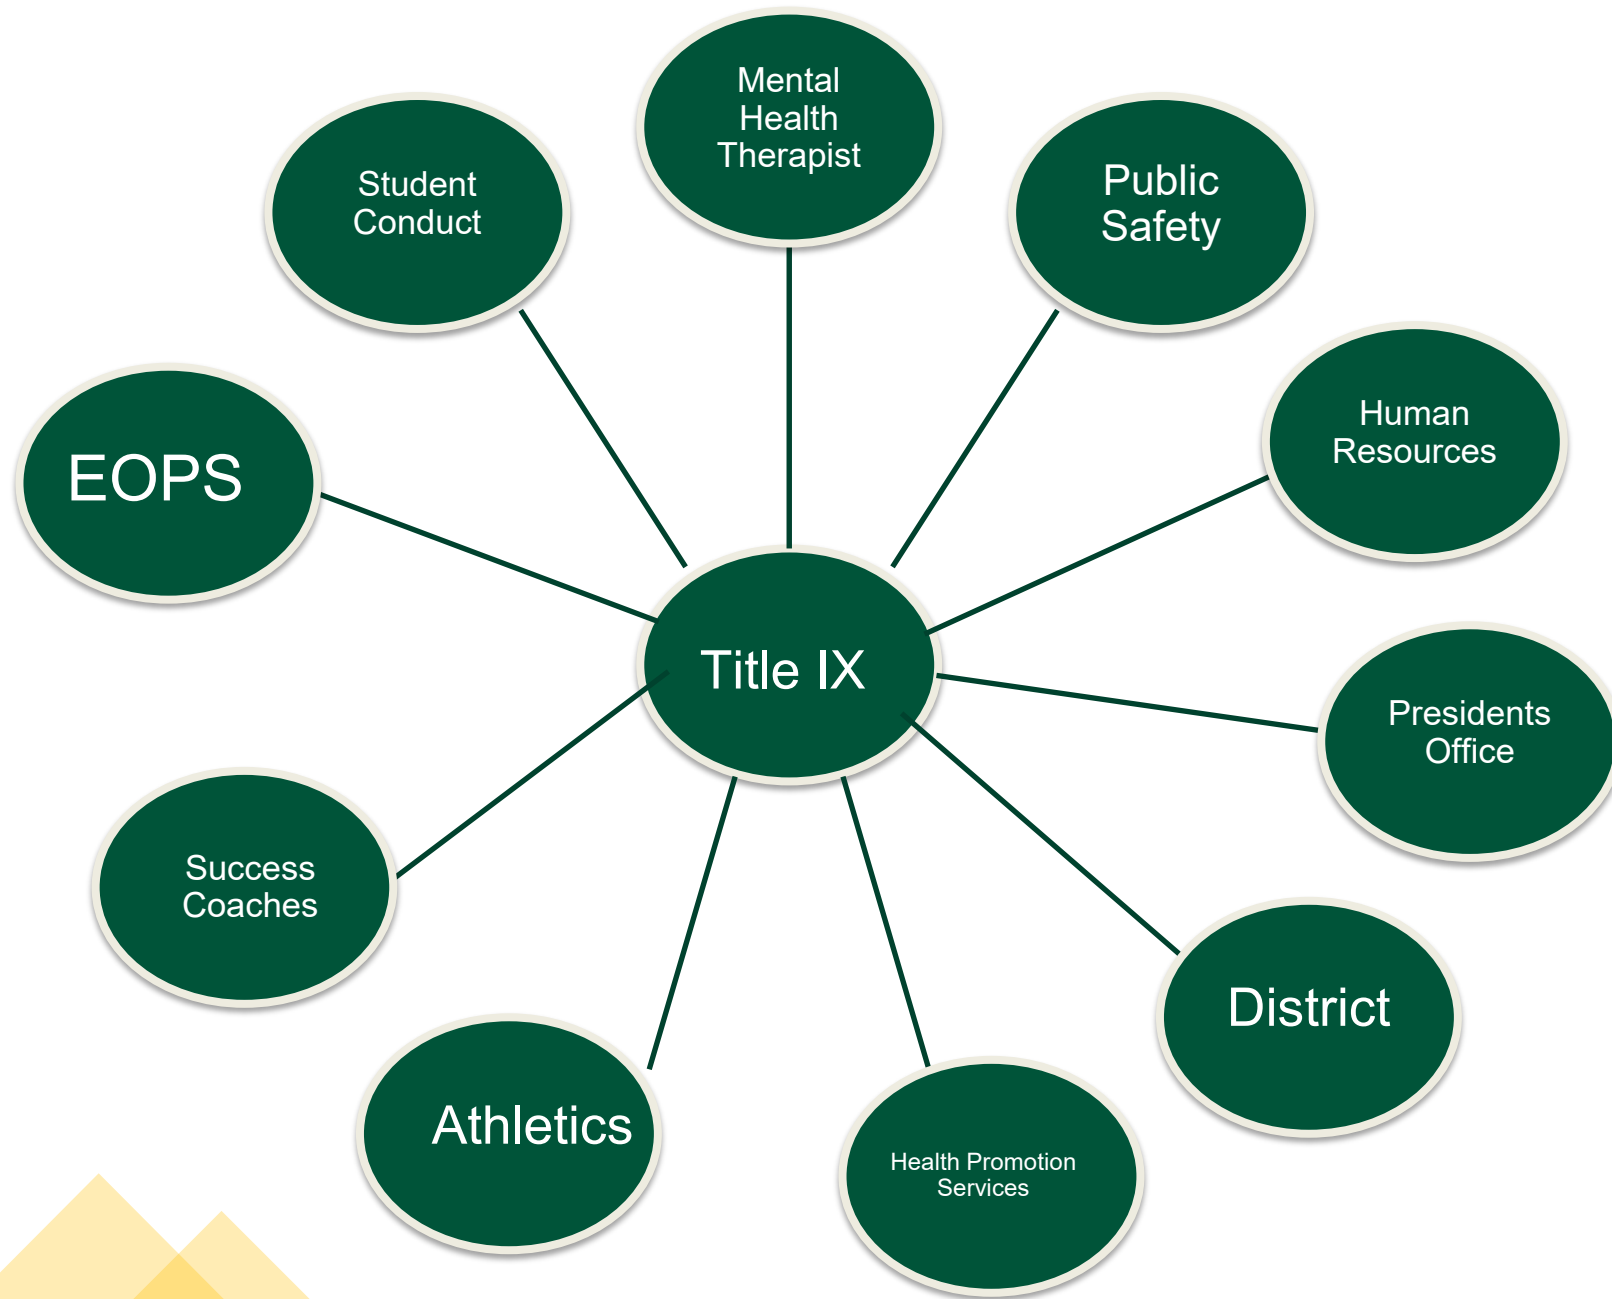 Mental
Health
Therapist
Student
Conduct
Public
Safety
Human
Resources
EOPS
Title IX
Presidents
Office
Success
Coaches
District
Athletics
Health Promotion
Services